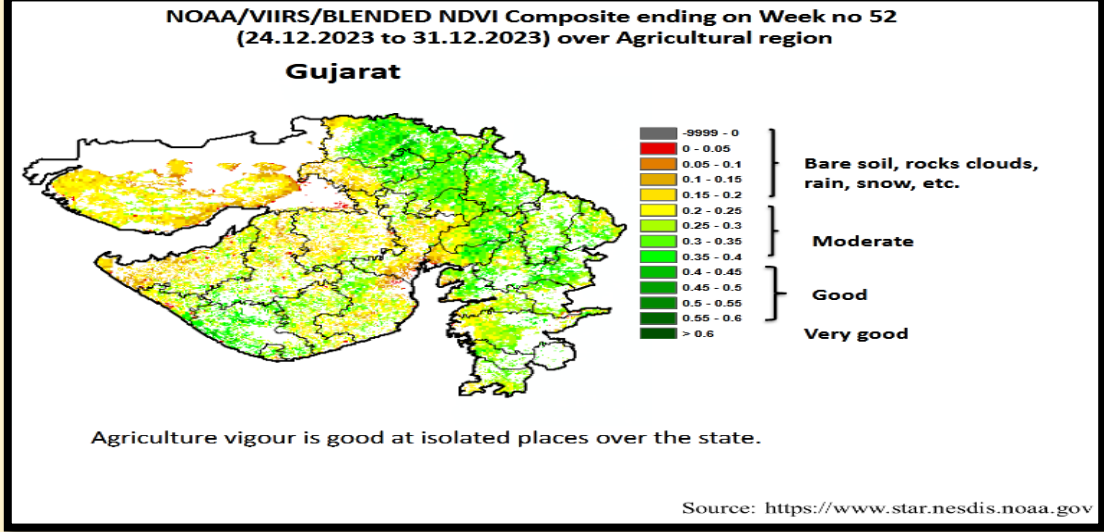 NOAA/VIIRS/BLENDED NDVI Composite ending on Week no 52
(24.12.2023 to 31.12.2023) over Agricultural region
Gujarat
-9999 - 0
0 - 0.05
0.05 - 0.1
0.1 - 0.15
0.15 - 0.2
0.2 - 0.25
0.25 - 0.3
0.3 - 0.35
0.35 - 0.4
0.4 - 0.45
0.45 - 0.5
0.5 - 0.55
0.55 - 0.6
> 0.6
Bare soil, rocks clouds,
rain, snow, etc.
Moderate
Good
Very good
Agriculture vigour is good at isolated places over the state.
Source: https://www.star.nesdis.noaa.gov